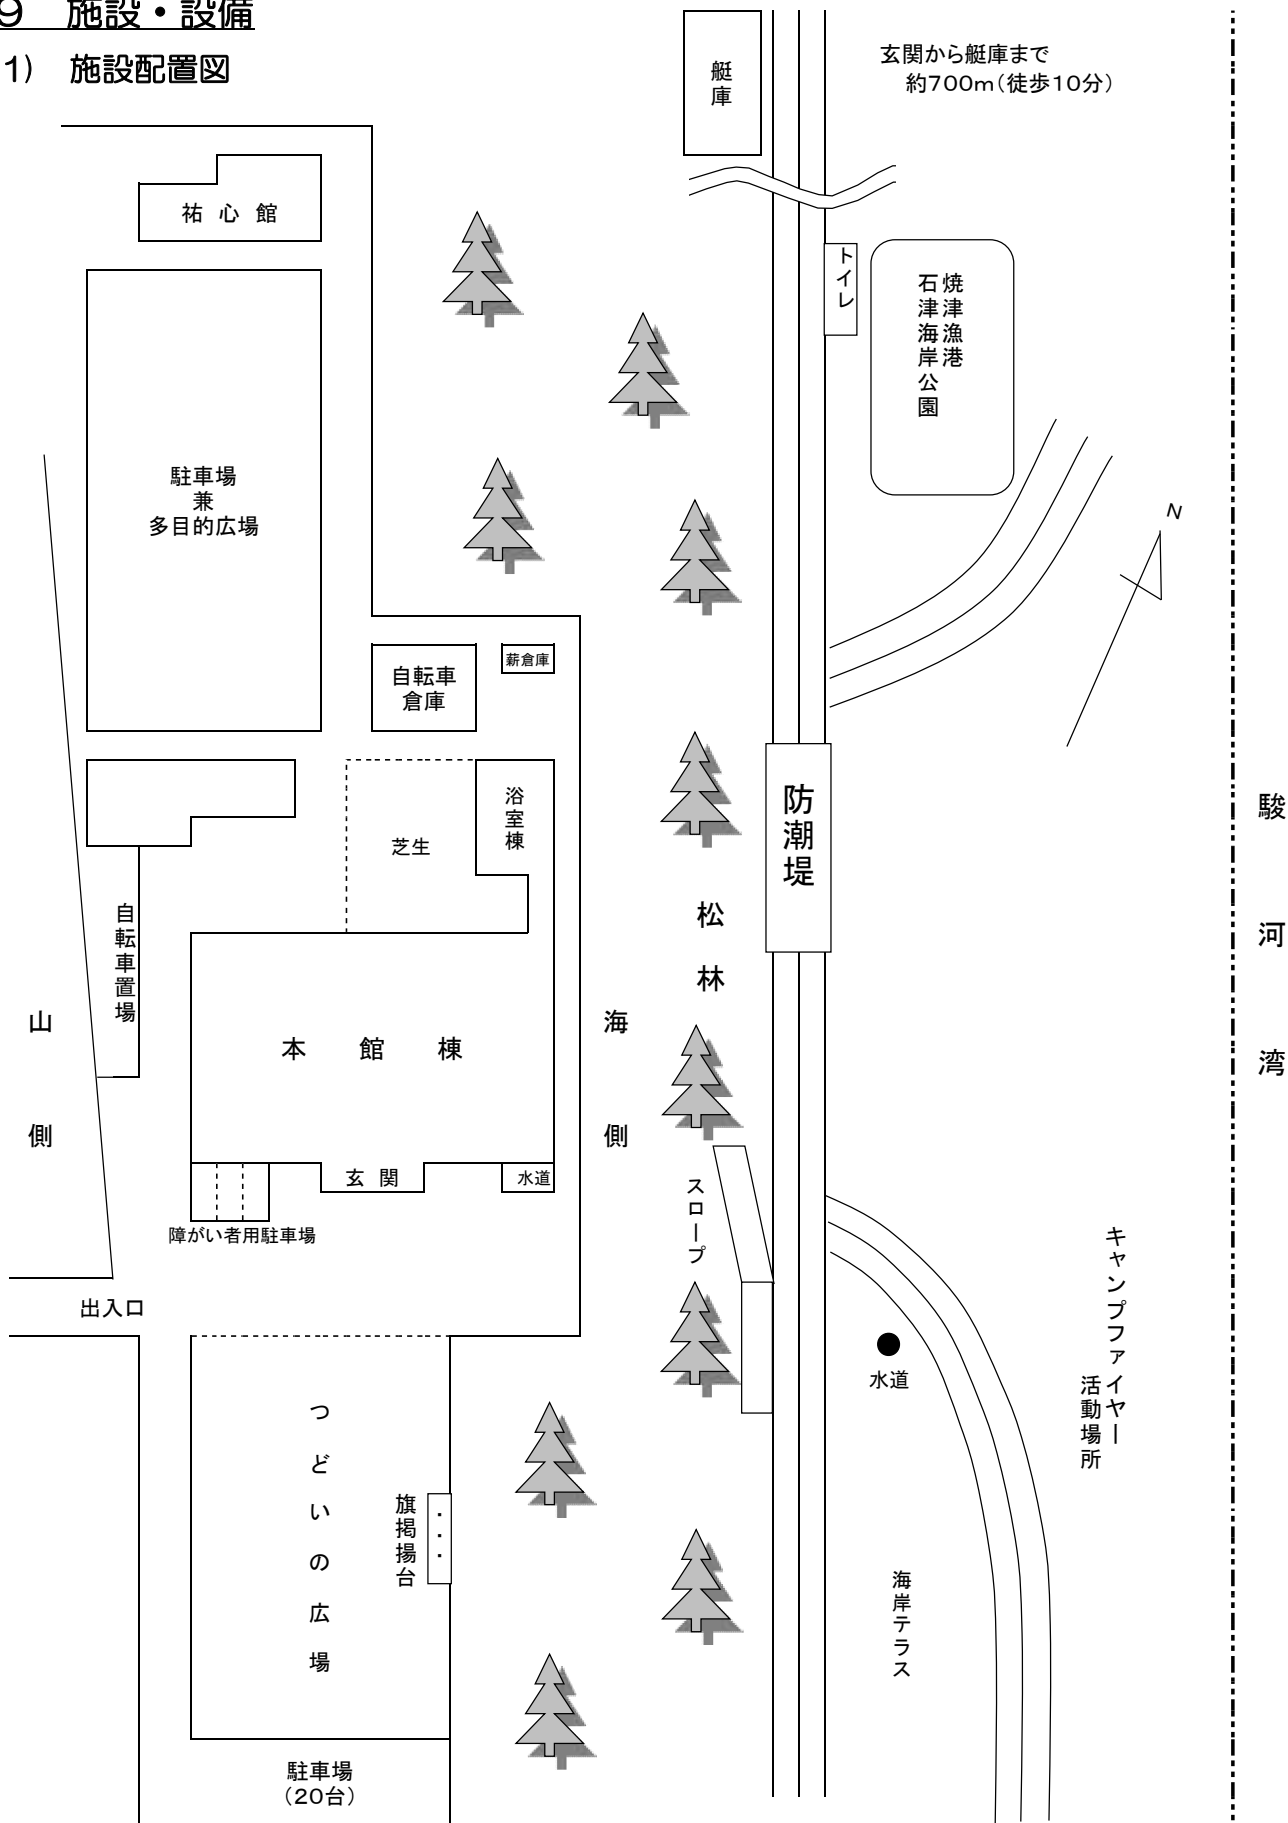 ９　施設・設備
1)　施設配置図
艇庫
玄関から艇庫まで
約700m（徒歩10分）
祐心館
トイレ
焼津漁港
石津海岸公園
駐車場
兼
多目的広場
N
自転車
倉庫
薪倉庫
浴室棟
芝生
防潮堤
松林
駿河湾
自転車置場
山側
本館棟
海側
玄関
水道
障がい者用駐車場
スロープ
出入口
水道
キャンプファイヤー
活動場所
つどいの広場
旗掲揚台
海岸テラス
駐車場
（20台）